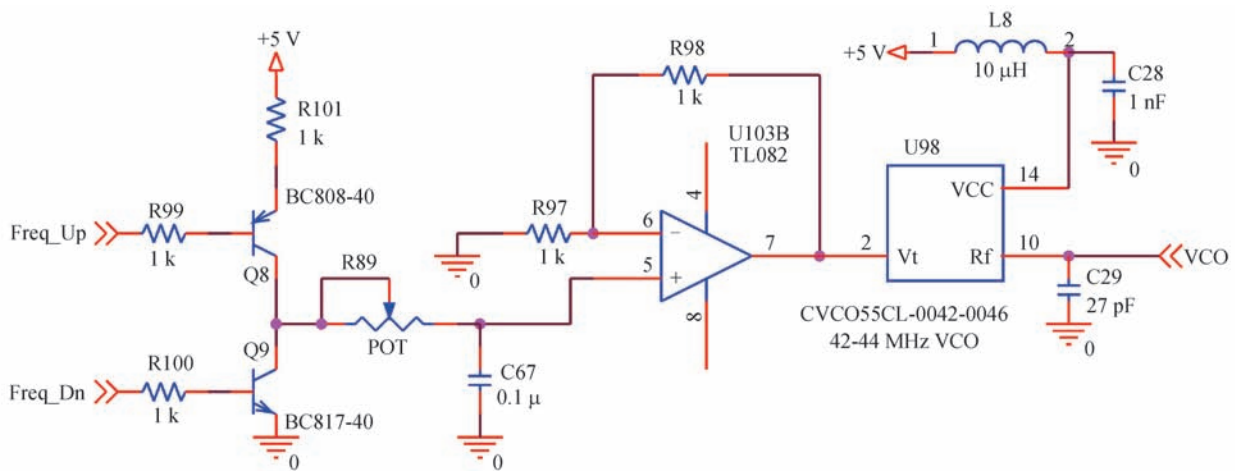 +5 V
R101
1 k
BC808-40
Freq_Up
R99
1 k
Q8
R89
POT
Q9
Freq_Dn
R100
1 k
BC817-40
0
C67
0.1 μ
0
R98
1 k
R97
1 k
0
U103B
TL082
4
6
5
7
8
+5 V
1
L8
2
10 μH
C28
1 nF
0
U98
VCC
14
2
Vt
Rf
10
VCO
C29
27 pF
0
CVCO55CL-0042-0046
42-44 MHz VCO